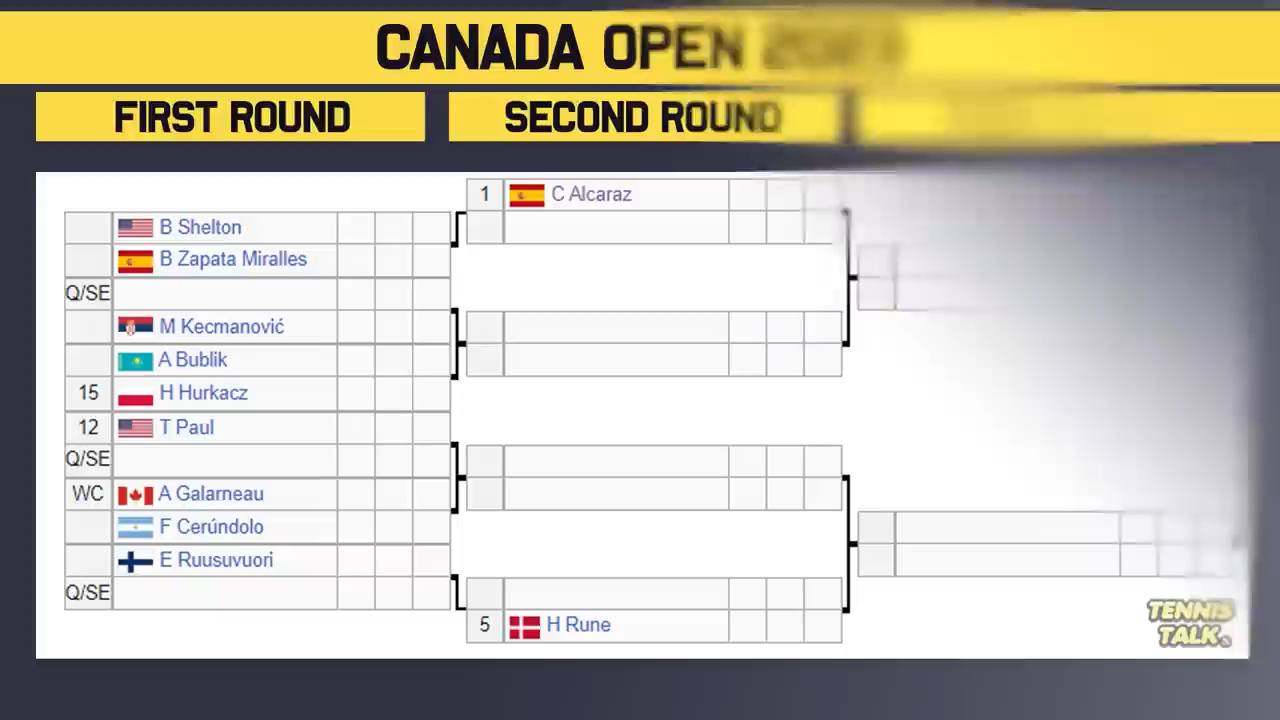 CANADA OPEN
FIRST ROUND
SECOND ROUND
1 C Alcaraz
B Shelton
B Zapata Miralles
Q/SE
M Kecmanović
A Bublik
15 H Hurkacz
12 T Paul
Q/SE
WC A Galarneau
F Cerúndolo
E Ruusuvuori
Q/SE
5 H Rune
TENNIS
TALK